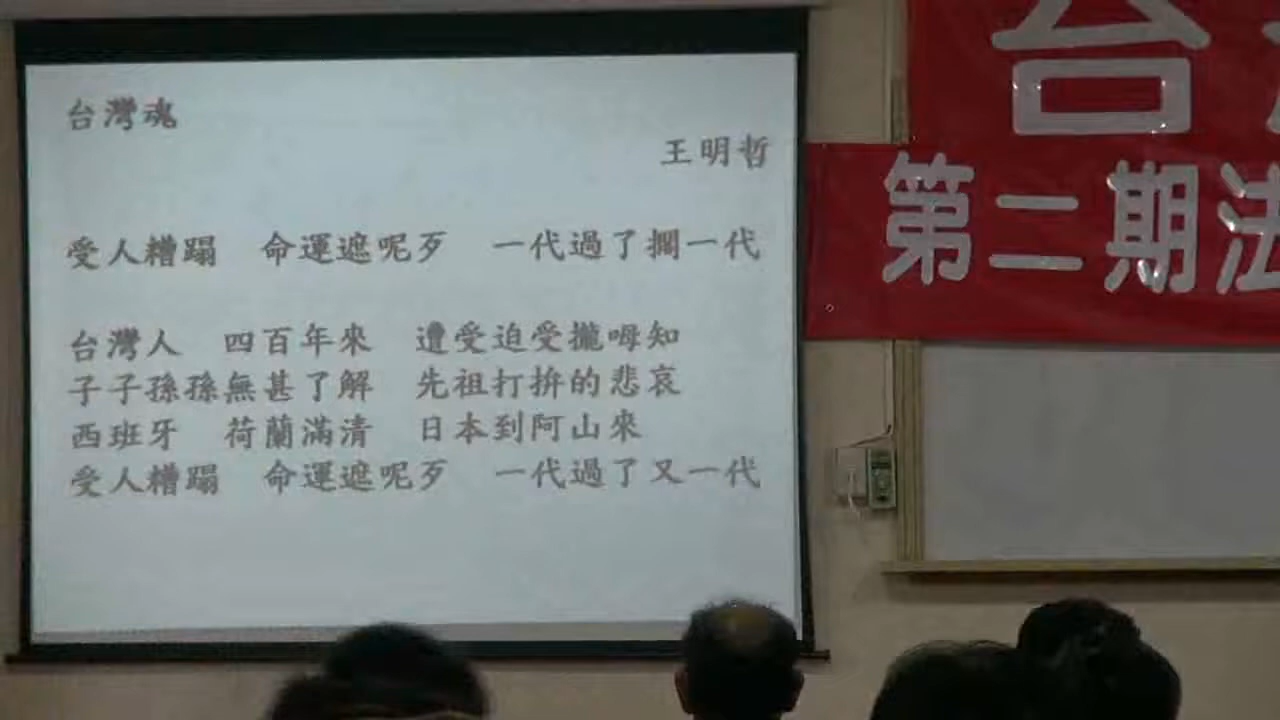 台灣魂
王明哲
受人糟蹋　命運遮呢歹　一代過了擱一代
台灣人　四百年來　遭受迫受攏呣知
子子孫孫無甚了解　先祖打拚的悲哀
西班牙　荷蘭滿清　日本到阿山來
受人糟蹋　命運遮呢歹　一代過了又一代
台
第二期法